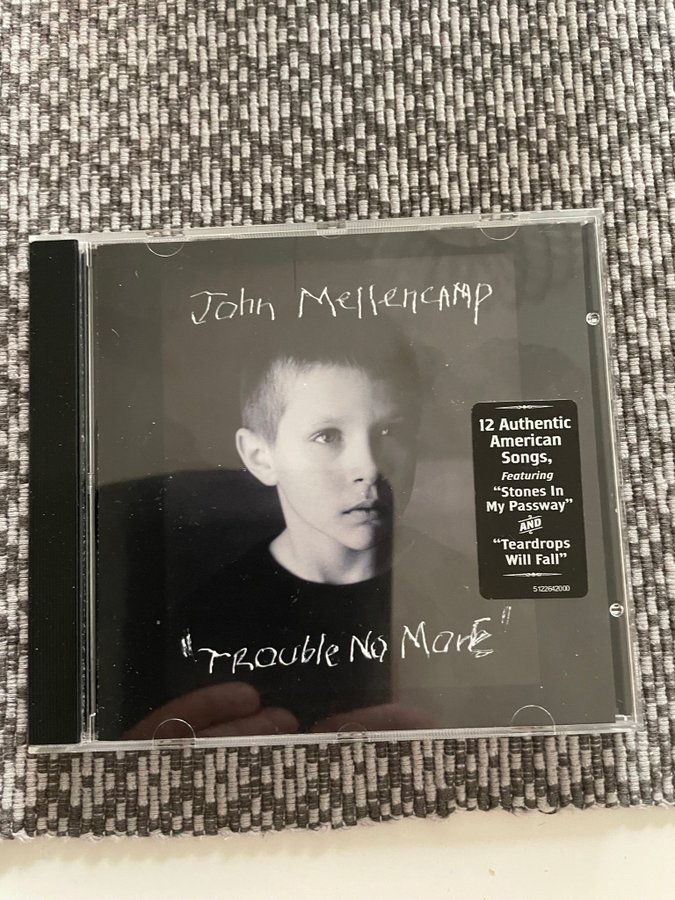 John MellencAMP
12 Authentic
American
Songs,
Featuring
“Stones In
My Passway”
AND
“Teardrops
Will Fall”
5122642000
"TRouble No MorE"